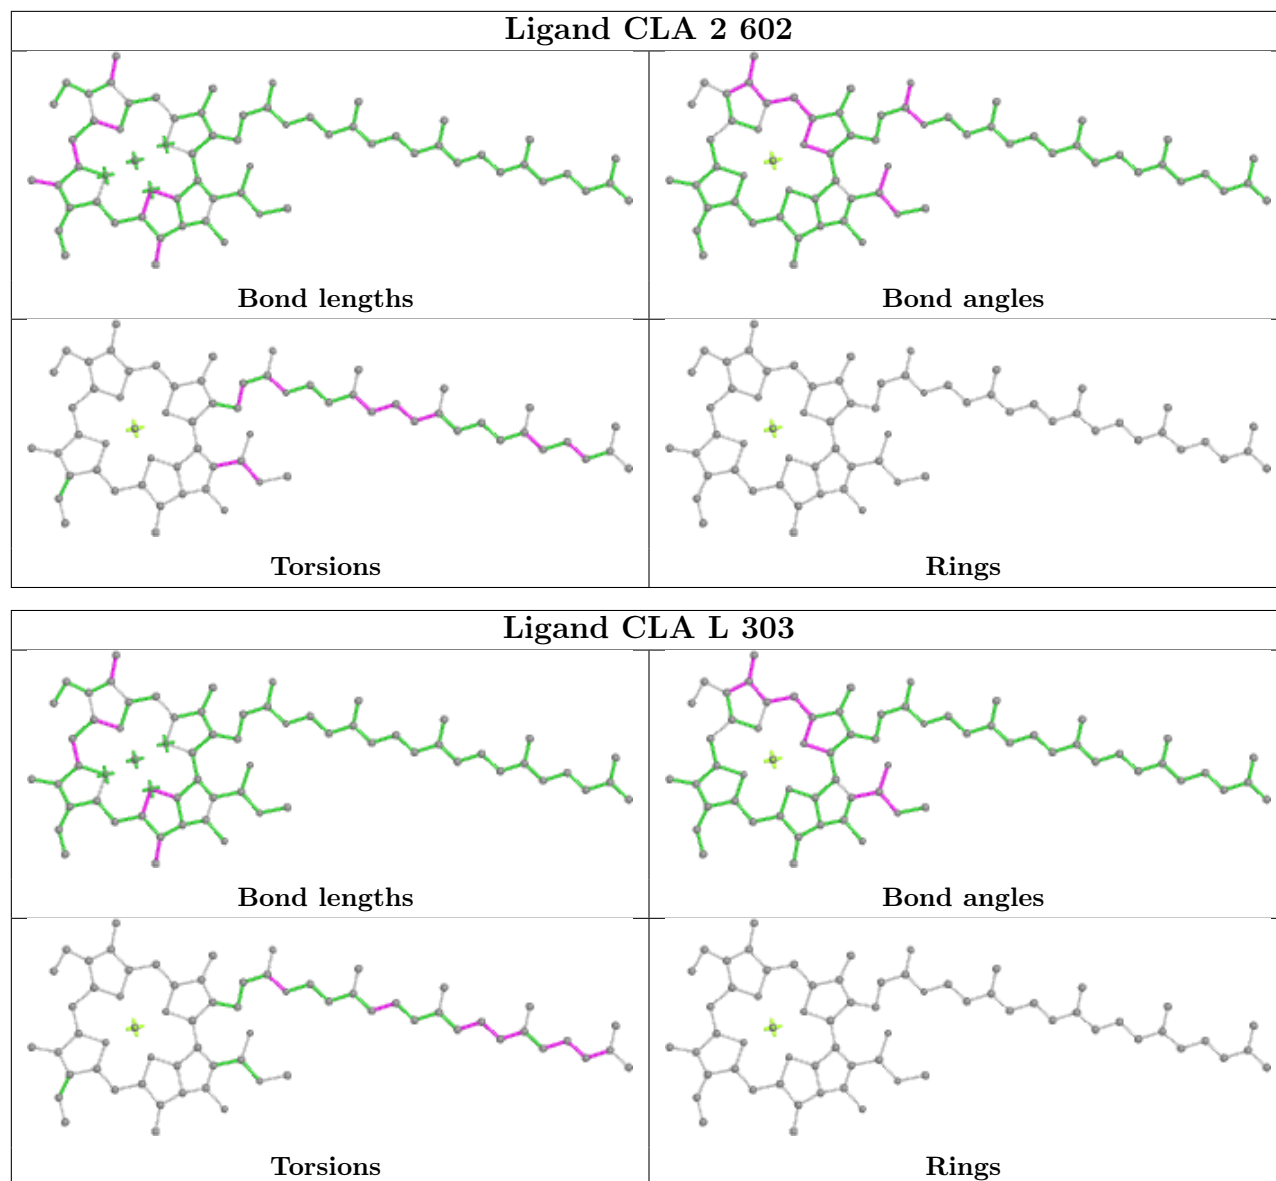 Ligand CLA 2 602
Bond lengths
Bond angles
Torsions
Rings
Ligand CLA L 303
Bond lengths
Bond angles
Torsions
Rings